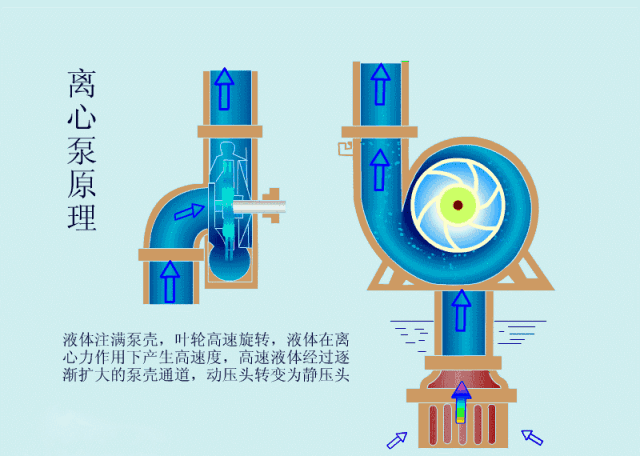 离心泵原理
液体注满泵壳，叶轮高速旋转，液体在离
心力作用下产生高速度，高速液体经过逐
渐扩大的泵壳通道，动压头转变为静压头